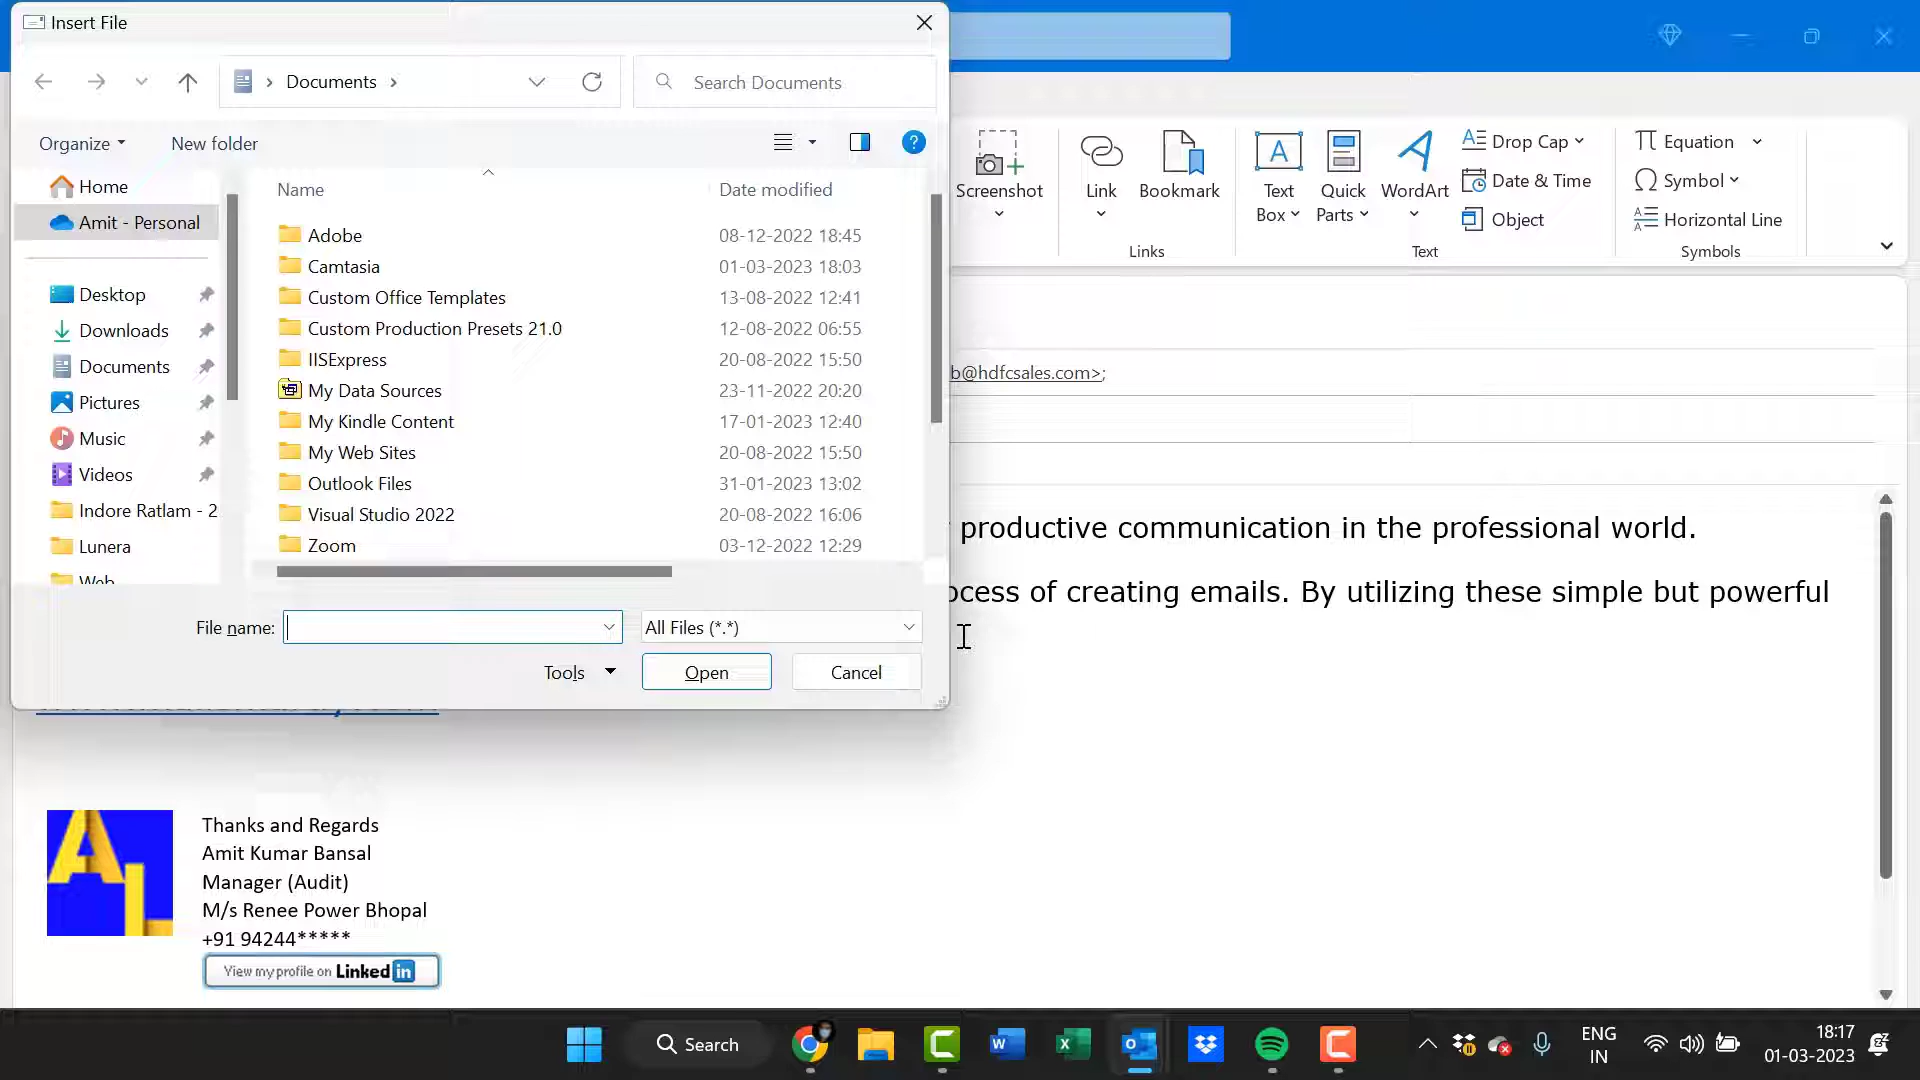 Insert File
Documents
Search Documents
Organize
New folder
Home
Amit - Personal
Desktop
Downloads
Documents
Pictures
Music
Videos
Indore Ratlam - 2
Lunera
Web
Name
Date modified
Adobe 08-12-2022 18:45
Camtasia 01-03-2023 18:03
Custom Office Templates 13-08-2022 12:41
Custom Production Presets 21.0 12-08-2022 06:55
IISExpress 20-08-2022 15:50
My Data Sources 23-11-2022 20:20
My Kindle Content 17-01-2023 12:40
My Web Sites 20-08-2022 15:50
Outlook Files 31-01-2023 13:02
Visual Studio 2022 20-08-2022 16:06
Zoom 03-12-2022 12:29
File name:
All Files (*.*)
Tools
Open
Cancel
Screenshot
Link
Bookmark
Links
Text Box
Quick Parts
WordArt
Drop Cap
Date & Time
Object
Text
Equation
Symbol
Horizontal Line
Symbols
b@hdfcsales.com>;
productive communication in the professional world.
ocess of creating emails. By utilizing these simple but powerful
Thanks and Regards
Amit Kumar Bansal
Manager (Audit)
M/s Renee Power Bhopal
+91 94244*****
View my profile on Linked in
Search
ENG
IN
18:17
01-03-2023